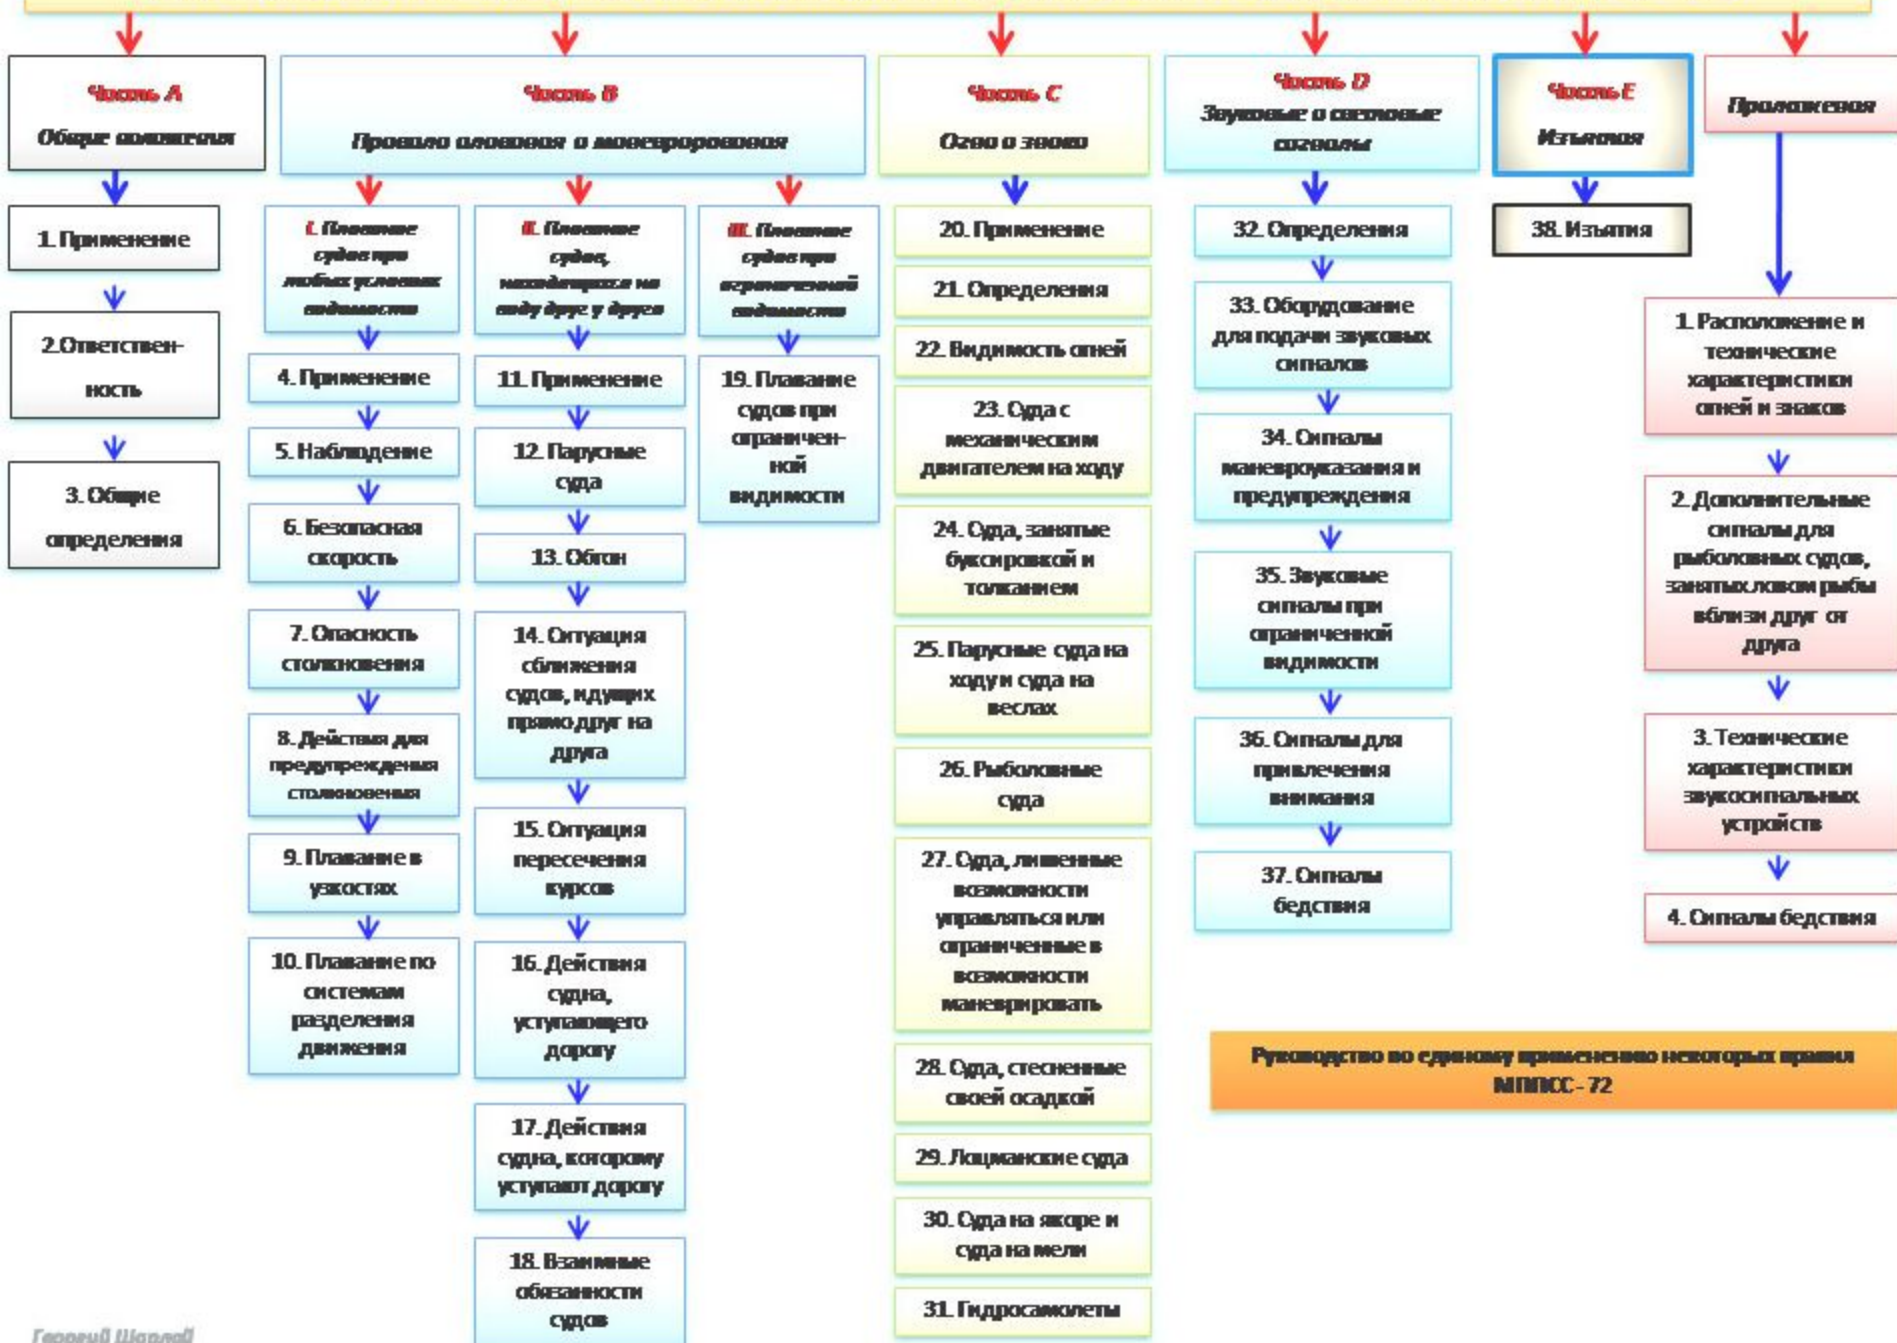 Часть А
Общие положения
1. Применение
2.Ответствен-
ность
3. Общие
определения
Часть В
Правила плавания и маневрирования
I. Плавание
судов при
любых условиях
видимости
4. Применение
5. Наблюдение
6. Безопасная
скорость
7. Опасность
столкновения
8. Действия для
предупреждения
столкновения
9. Плавание в
узкостях
10. Плавание по
системам
разделения
движения
II. Плавание
судов,
находящихся на
виду друг у друга
11. Применение
12. Парусные
суда
13. Обгон
14. Ситуация
сближения
судов, идущих
прямо друг на
друга
15. Ситуация
пересечения
курсов
16. Действия
судна,
уступающего
дорогу
17. Действия
судна, которому
уступают дорогу
18. Взаимные
обязанности
судов
III. Плавание
судов при
ограниченной
видимости
19. Плавание
судов при
ограничен-
ной
видимости
Часть С
Огни и знаки
20. Применение
21. Определения
22. Видимость огней
23. Суда с
механическим
двигателем на ходу
24. Суда, занятые
буксировкой и
толканием
25. Парусные суда на
ходу и суда на
веслах
26. Рыболовные
суда
27. Суда, лишенные
возможности
управляться или
ограниченные в
возможности
маневрировать
28. Суда, стесненные
своей осадкой
29. Лоцманские суда
30. Суда на якоре и
суда на мели
31. Гидросамолеты
Часть D
Звуковые и световые
сигналы
32. Определения
33. Оборудование
для подачи звуковых
сигналов
34. Сигналы
маневроуказания и
предупреждения
35. Звуковые
сигналы при
ограниченной
видимости
36. Сигналы для
привлечения
внимания
37. Сигналы
бедствия
Часть Е
Изъятия
38. Изъятия
Приложения
1. Расположение и
технические
характеристики
огней и знаков
2. Дополнительные
сигналы для
рыболовных судов,
занятых ловом рыбы
вблизи друг от
друга
3. Технические
характеристики
звукосигнальных
устройств
4. Сигналы бедствия
Руководство по единому применению некоторых правил
МППСС - 72
Георгий Шарлай